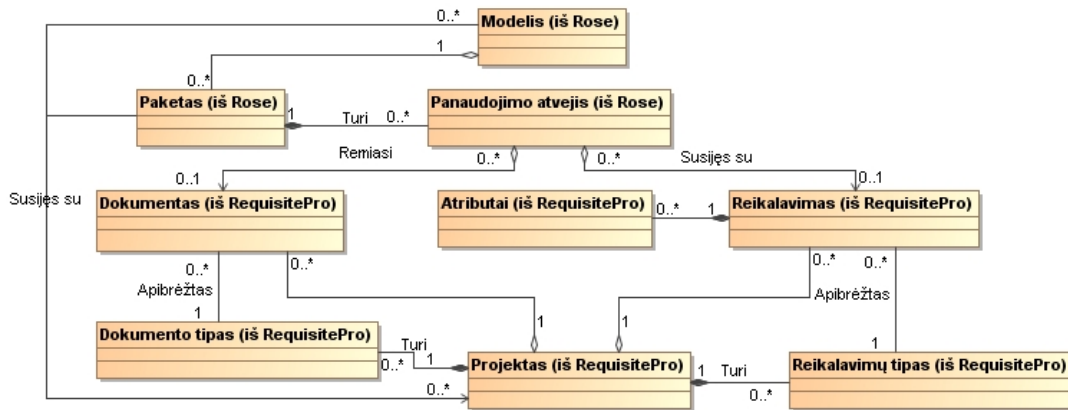 0..*
Modelis (iš Rose)
1
0..*
Paketas (iš Rose)
Panaudojimo atvejis (iš Rose)
1
Turi
0..*
Remiasi
0..*
0..*
Susijęs su
0..1
0..1
Susijęs su
Dokumentas (iš RequisitePro)
Atributai (iš RequisitePro)
0..*
1
Reikalavimas (iš RequisitePro)
0..*
0..*
0..*
0..*
Apibrėžtas
Apibrėžtas
1
1
1
1
Dokumento tipas (iš RequisitePro)
Turi
0..*
1
Projektas (iš RequisitePro)
1
Turi
0..*
Reikalavimų tipas (iš RequisitePro)
0..*